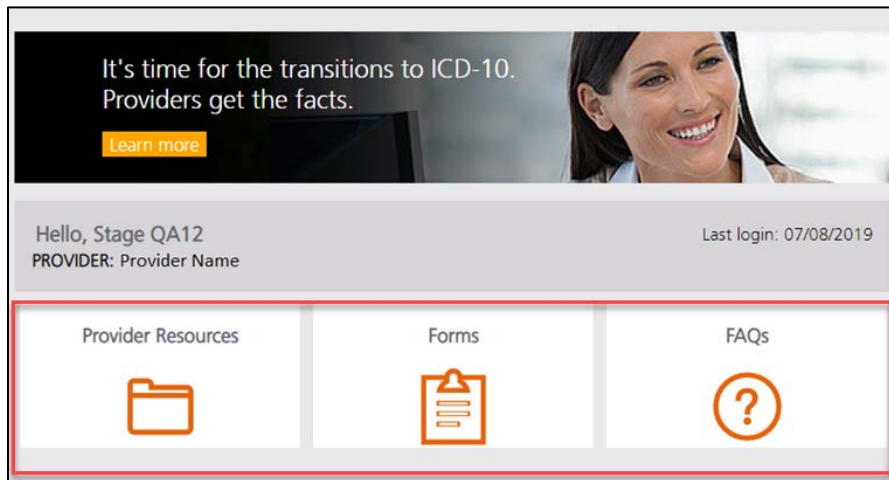 It's time for the transitions to ICD-10.
Providers get the facts.
Learn more
Hello, Stage QA12
Last login: 07/08/2019
PROVIDER: Provider Name
Provider Resources
Forms
FAQs
?